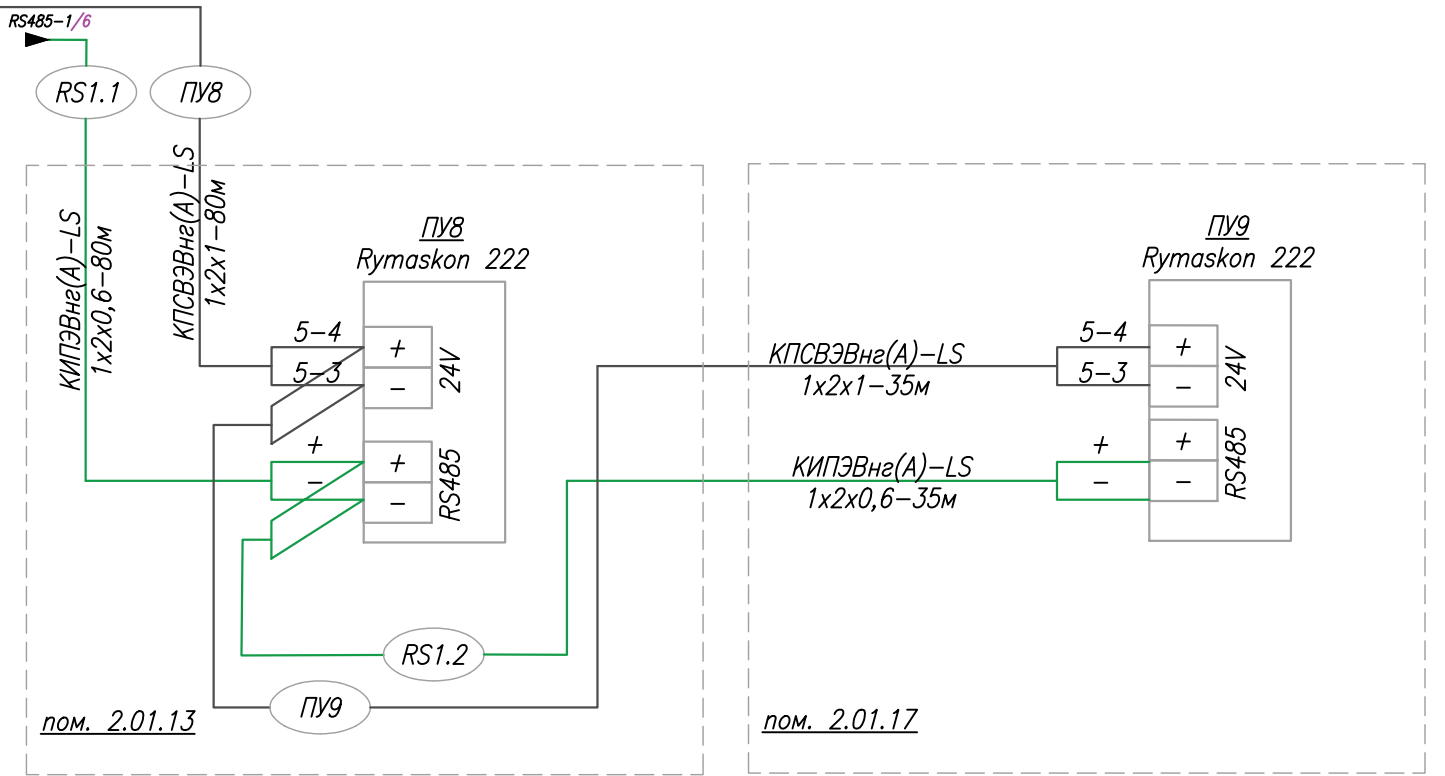 RS485-1/6
RS1.1
ПУ8
КИПЭВнг(А)-LS
1х2х0,6-80м
КПСВЭВнг(А)-LS
1х2х1-80м
ПУ8
Rymaskon 222
5-4
5-3
+
-
24V
+
-
+
-
RS485
КПСВЭВнг(А)-LS
1х2х1-35м
КИПЭВнг(А)-LS
1х2х0,6-35м
ПУ9
Rymaskon 222
5-4
5-3
+
-
24V
+
-
+
-
RS485
RS1.2
ПУ9
пом. 2.01.13
пом. 2.01.17